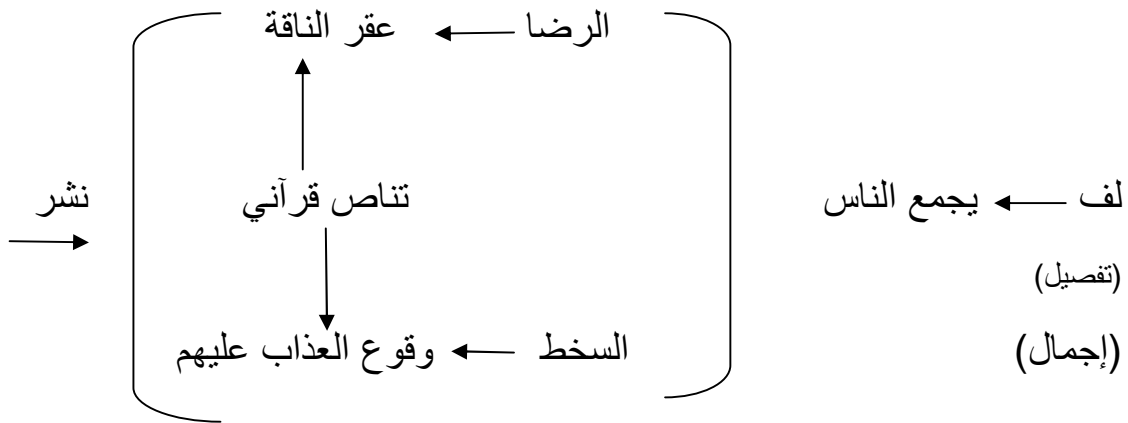 الرضا عقر الناقة
لف يجمع الناس تناص قرآني نشر
(تفصيل)
(إجمال) السخط وقوع العذاب عليهم